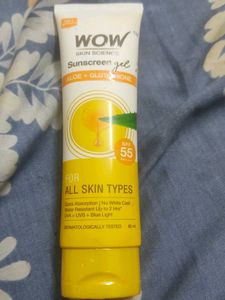 WOW
SKIN SCIENCE
Sunscreen gel
ALOE + GLUTATHIONE
SPF
55
FOR
ALL SKIN TYPES
Quick Absorption | No White Cast
Water Resistant Up to 2 Hrs*
UVA + UVB + Blue Light
DERMATOLOGICALLY TESTED